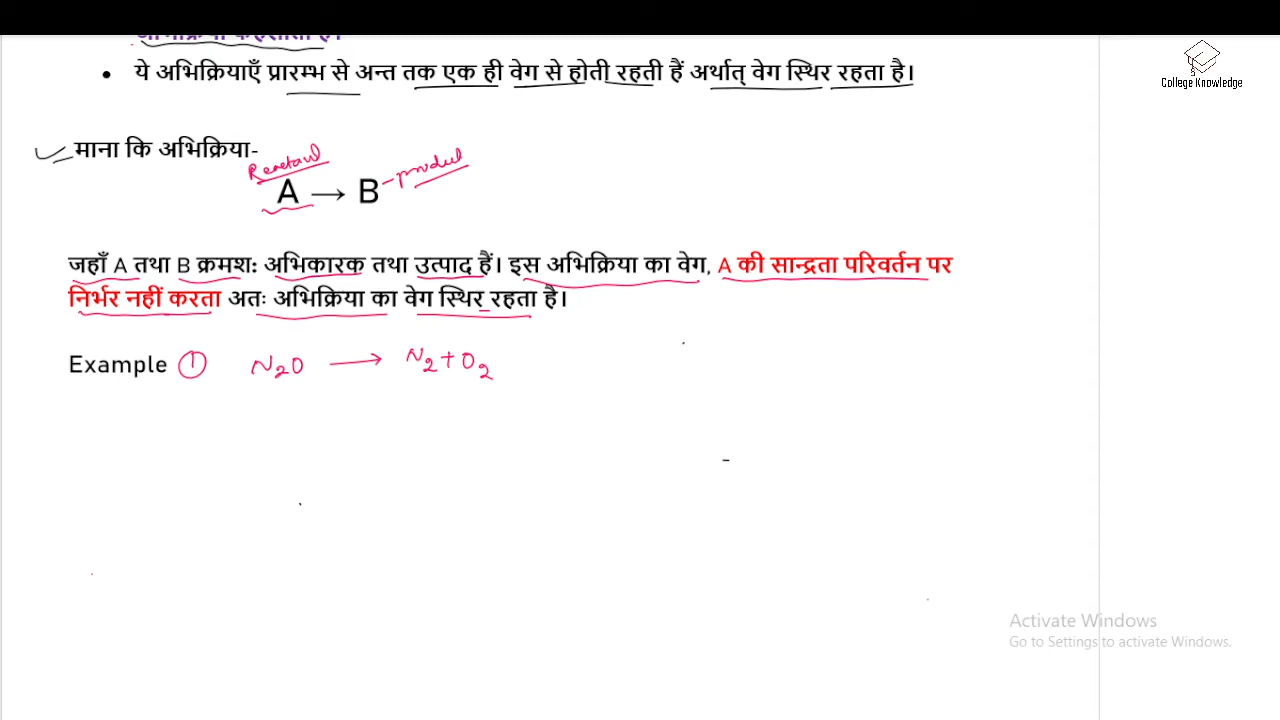 • ये अभिक्रियाएँ प्रारम्भ से अन्त तक एक ही वेग से होती रहती हैं अर्थात् वेग स्थिर रहता है।
College Knowledge
माना कि अभिक्रिया-
A → B - product
जहाँ A तथा B क्रमशः अभिकारक तथा उत्पाद हैं। इस अभिक्रिया का वेग, A की सान्द्रता परिवर्तन पर
निर्भर नहीं करता अतः अभिक्रिया का वेग स्थिर रहता है।
Example ① N₂O → N₂ + O₂
Activate Windows
Go to Settings to activate Windows.